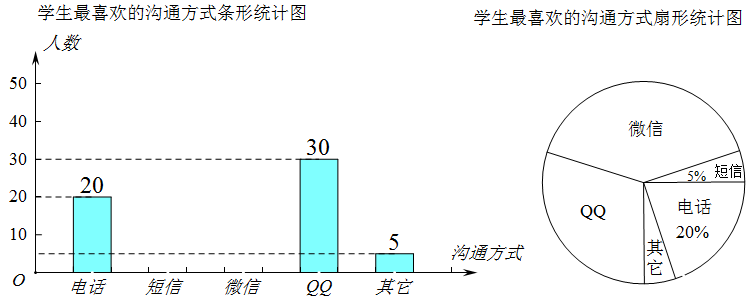 学生最喜欢的沟通方式条形统计图
人数
50
40
30
20
10
O
20
30
5
电话
短信
微信
QQ
其它
沟通方式
学生最喜欢的沟通方式扇形统计图
微信
5%
短信
QQ
电话
20%
其它